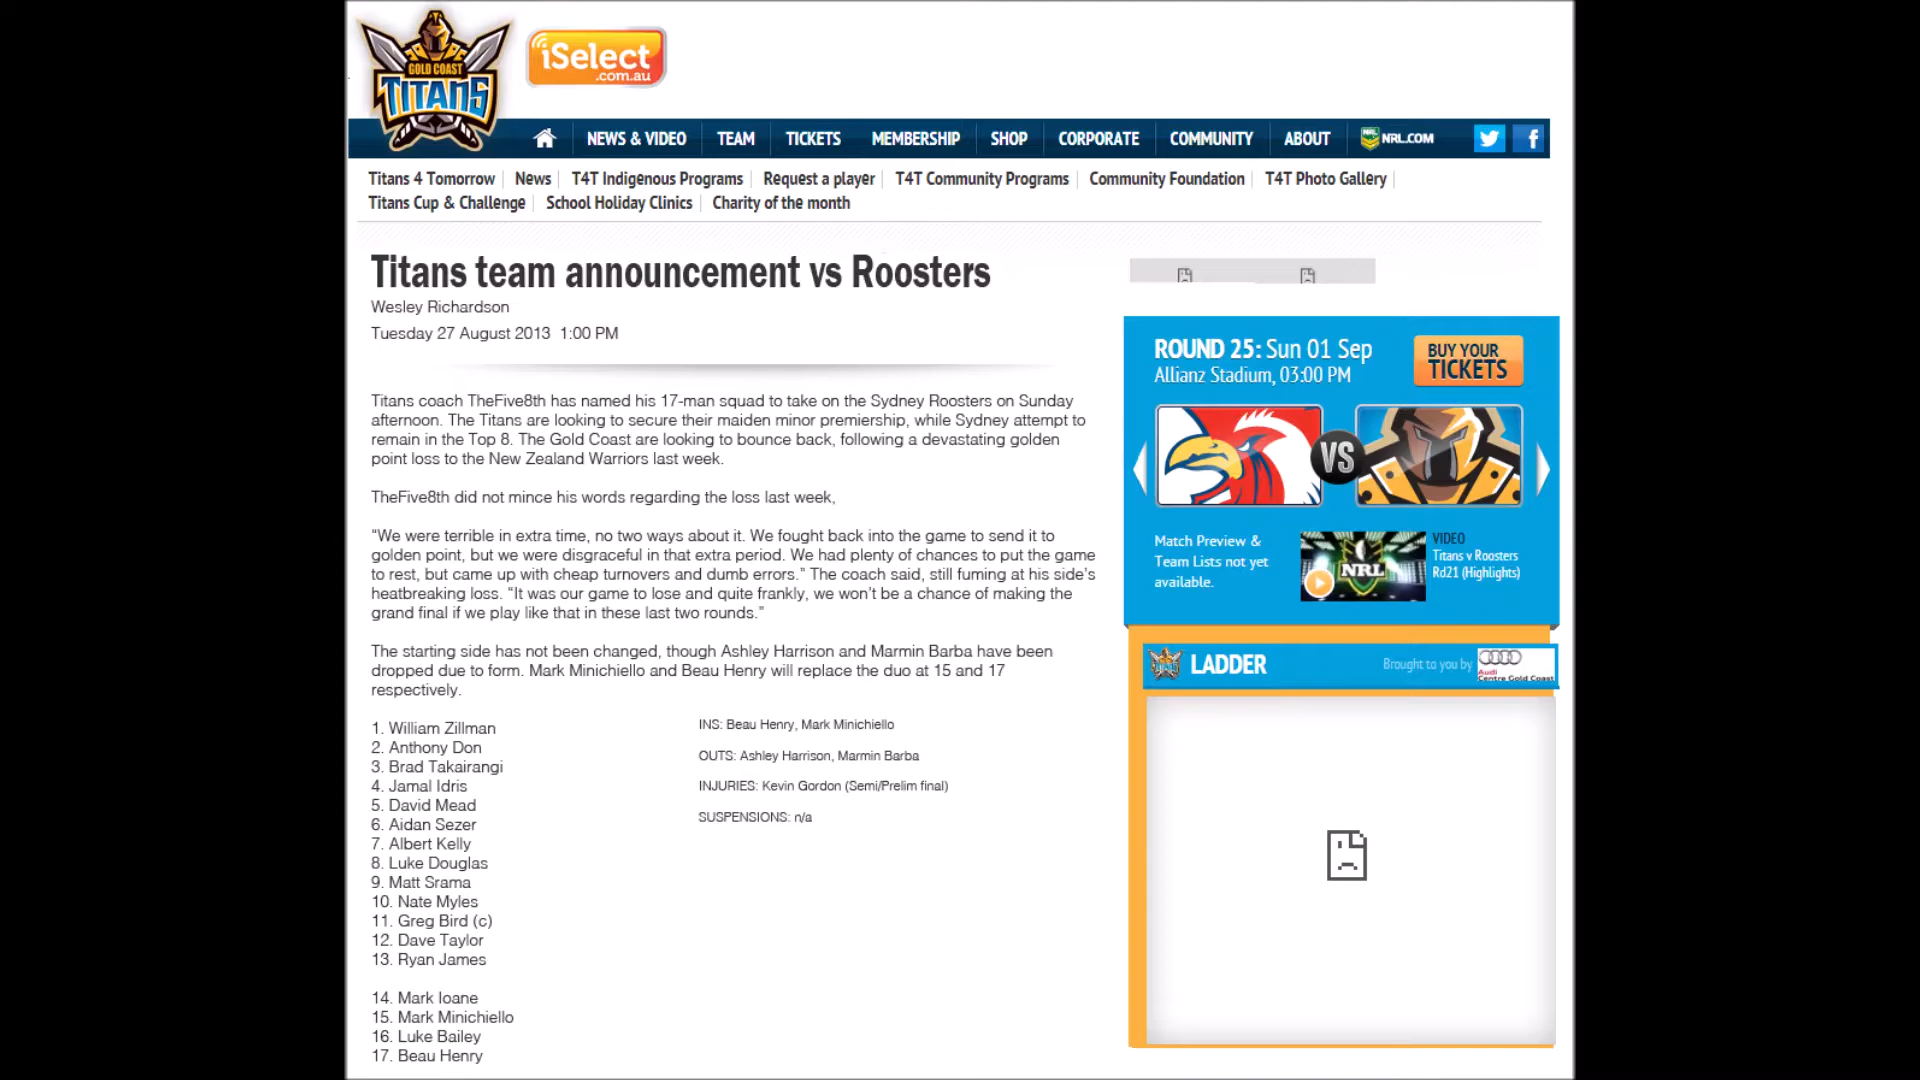 GOLD COAST
TITANS
iSelect
.com.au
NEWS & VIDEO TEAM TICKETS MEMBERSHIP SHOP CORPORATE COMMUNITY ABOUT NRL NRL.COM
Titans 4 Tomorrow News T4T Indigenous Programs Request a player T4T Community Programs Community Foundation T4T Photo Gallery
Titans Cup & Challenge School Holiday Clinics Charity of the month
Titans team announcement vs Roosters
Wesley Richardson
Tuesday 27 August 2013 1:00 PM
Titans coach TheFive8th has named his 17-man squad to take on the Sydney Roosters on Sunday
afternoon. The Titans are looking to secure their maiden minor premiership, while Sydney attempt to
remain in the Top 8. The Gold Coast are looking to bounce back, following a devastating golden
point loss to the New Zealand Warriors last week.
TheFive8th did not mince his words regarding the loss last week,
“We were terrible in extra time, no two ways about it. We fought back into the game to send it to
golden point, but we were disgraceful in that extra period. We had plenty of chances to put the game
to rest, but came up with cheap turnovers and dumb errors.” The coach said, still fuming at his side’s
heartbreaking loss. “It was our game to lose and quite frankly, we won’t be a chance of making the
grand final if we play like that in these last two rounds.”
The starting side has not been changed, though Ashley Harrison and Marmin Barba have been
dropped due to form. Mark Minichiello and Beau Henry will replace the duo at 15 and 17
respectively.
1. William Zillman
2. Anthony Don
3. Brad Takairangi
4. Jamal Idris
5. David Mead
6. Aidan Sezer
7. Albert Kelly
8. Luke Douglas
9. Matt Srama
10. Nate Myles
11. Greg Bird (c)
12. Dave Taylor
13. Ryan James
14. Mark Ioane
15. Mark Minichiello
16. Luke Bailey
17. Beau Henry
INS: Beau Henry, Mark Minichiello
OUTS: Ashley Harrison, Marmin Barba
INJURIES: Kevin Gordon (Semi/Prelim final)
SUSPENSIONS: n/a
ROUND 25: Sun 01 Sep
Allianz Stadium, 03:00 PM
BUY YOUR
TICKETS
VS
Match Preview &
Team Lists not yet
available.
NRL
VIDEO
Titans v Roosters
Rd21 (Highlights)
LADDER
Brought to you by
Audi
Centre Gold Coast